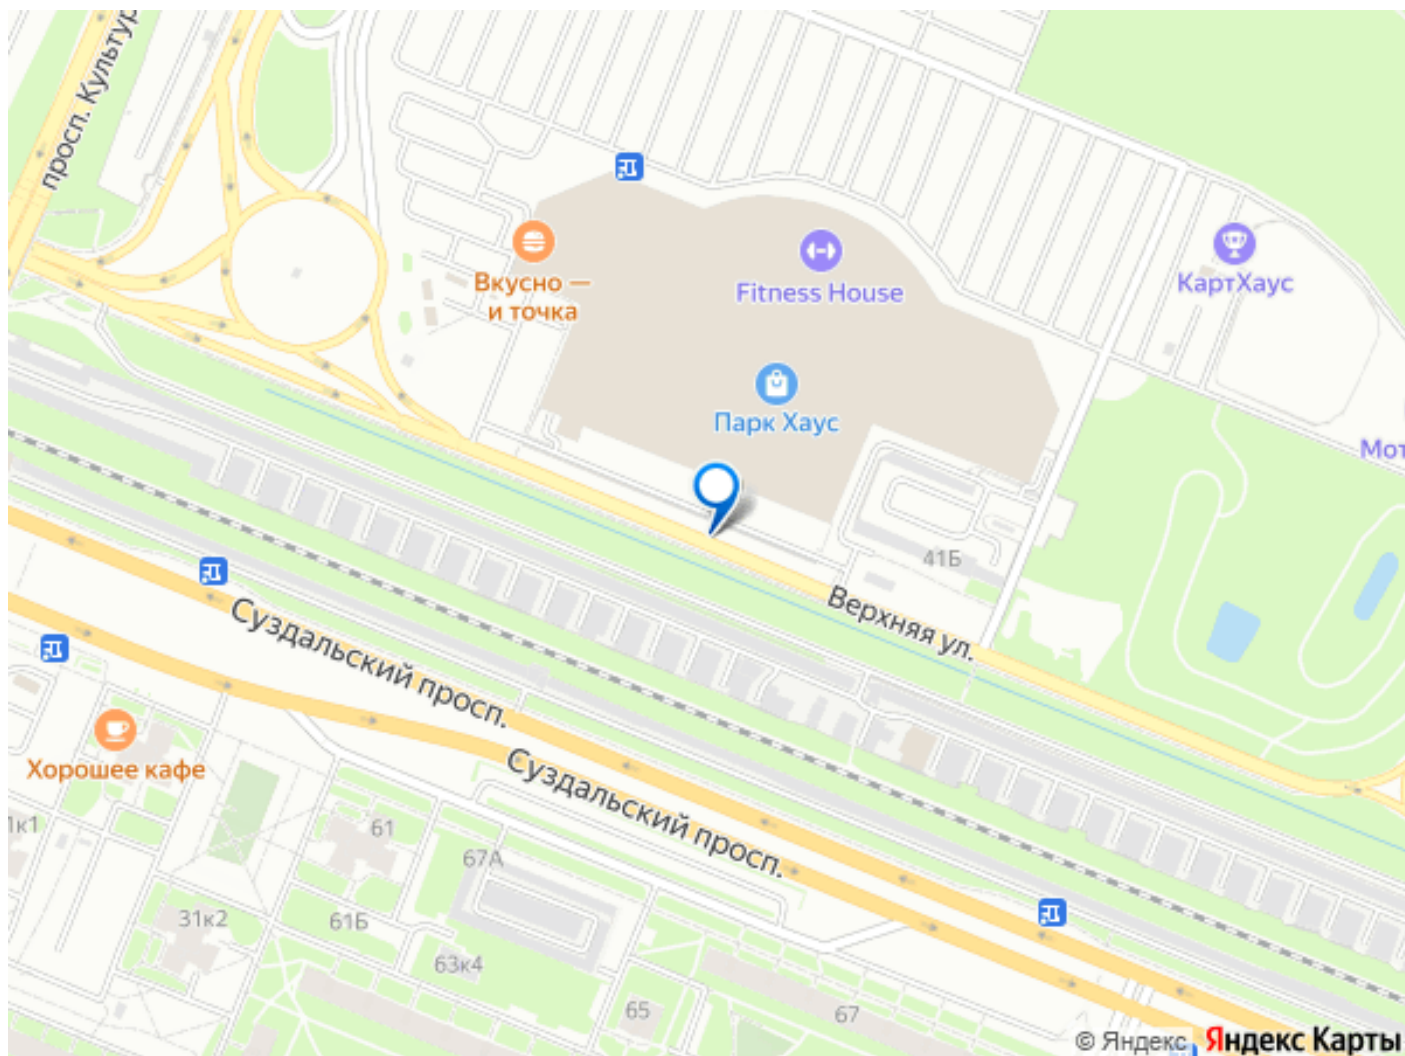 просп. Культур
Вкусно —
и точка
Fitness House
КартХаус
Парк Хаус
Мот
41Б
Верхняя ул.
Суздальский просп.
Суздальский просп.
Хорошее кафе
1к1
61
67А
31к2
61Б
63к4
65
67
© Яндекс Яндекс Карты